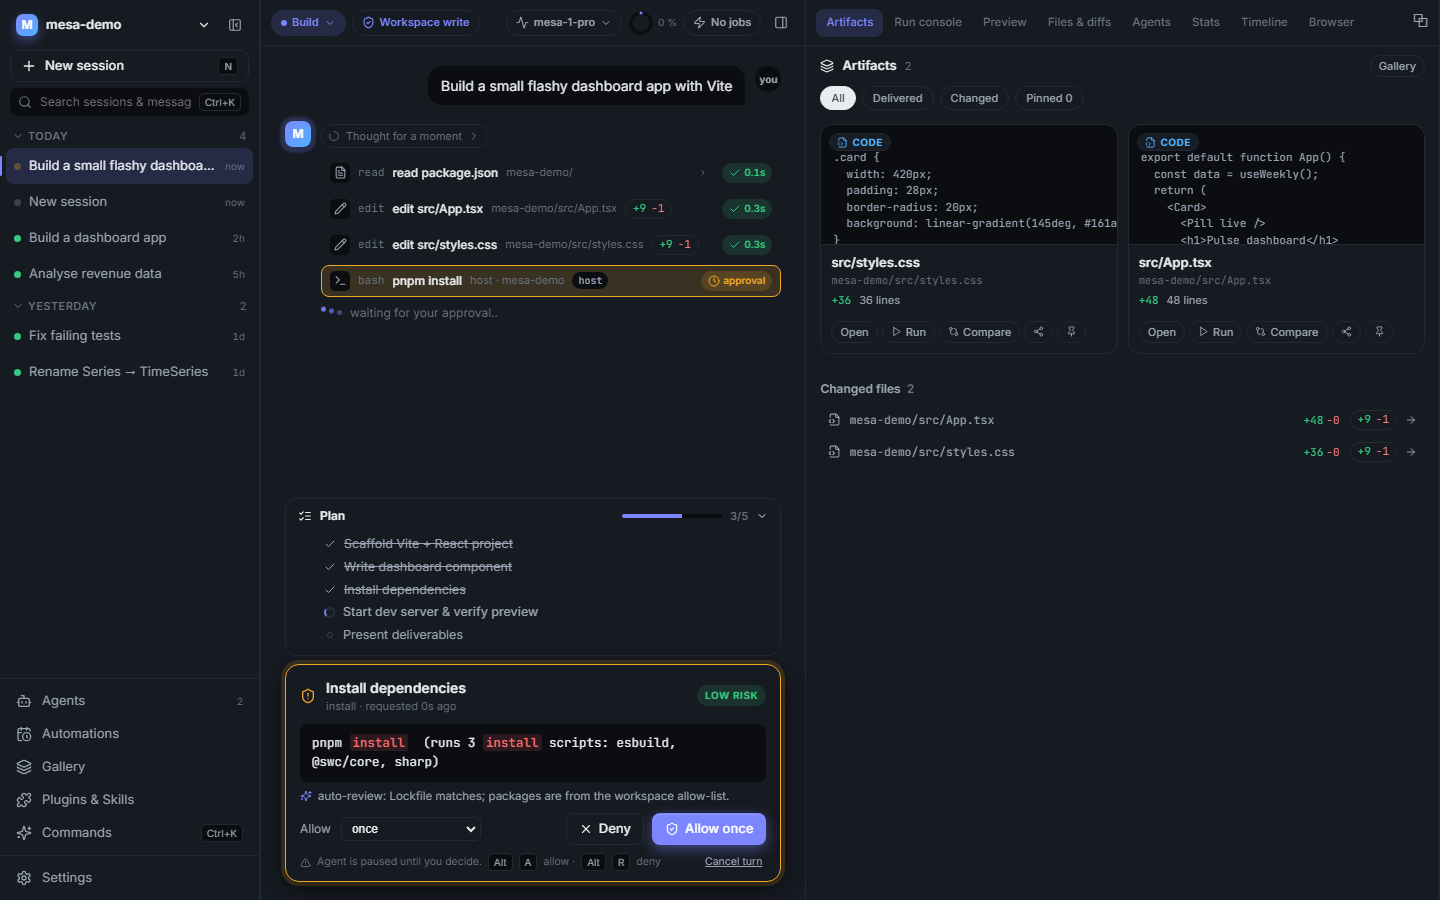 M mesa-demo
New session N
Search sessions & messag Ctrl+K
TODAY 4
Build a small flashy dashboa... now
New session now
Build a dashboard app 2h
Analyse revenue data 5h
YESTERDAY 2
Fix failing tests 1d
Rename Series → TimeSeries 1d
Agents 2
Automations
Gallery
Plugins & Skills
Commands Ctrl+K
Settings
Build Workspace write mesa-1-pro 0 % No jobs
Build a small flashy dashboard app with Vite you
M Thought for a moment
read read package.json mesa-demo/ 0.1s
edit edit src/App.tsx mesa-demo/src/App.tsx +9 -1 0.3s
edit edit src/styles.css mesa-demo/src/styles.css +9 -1 0.3s
bash pnpm install host · mesa-demo host approval
waiting for your approval..
Plan 3/5
Scaffold Vite + React project
Write dashboard component
Install dependencies
Start dev server & verify preview
Present deliverables
Install dependencies LOW RISK
install · requested 0s ago
pnpm install (runs 3 install scripts: esbuild,
@swc/core, sharp)
auto-review: Lockfile matches; packages are from the workspace allow-list.
Allow once Deny Allow once
Agent is paused until you decide. Alt A allow · Alt R deny Cancel turn
Artifacts Run console Preview Files & diffs Agents Stats Timeline Browser
Artifacts 2 Gallery
All Delivered Changed Pinned 0
CODE
.card {
width: 420px;
padding: 28px;
border-radius: 20px;
background: linear-gradient(145deg, #161a
}
src/styles.css
mesa-demo/src/styles.css
+36 36 lines
Open Run Compare
CODE
export default function App() {
const data = useWeekly();
return (
<Card>
<Pill live />
<h1>Pulse dashboard</h1>
src/App.tsx
mesa-demo/src/App.tsx
+48 48 lines
Open Run Compare
Changed files 2
mesa-demo/src/App.tsx +48 -0 +9 -1
mesa-demo/src/styles.css +36 -0 +9 -1